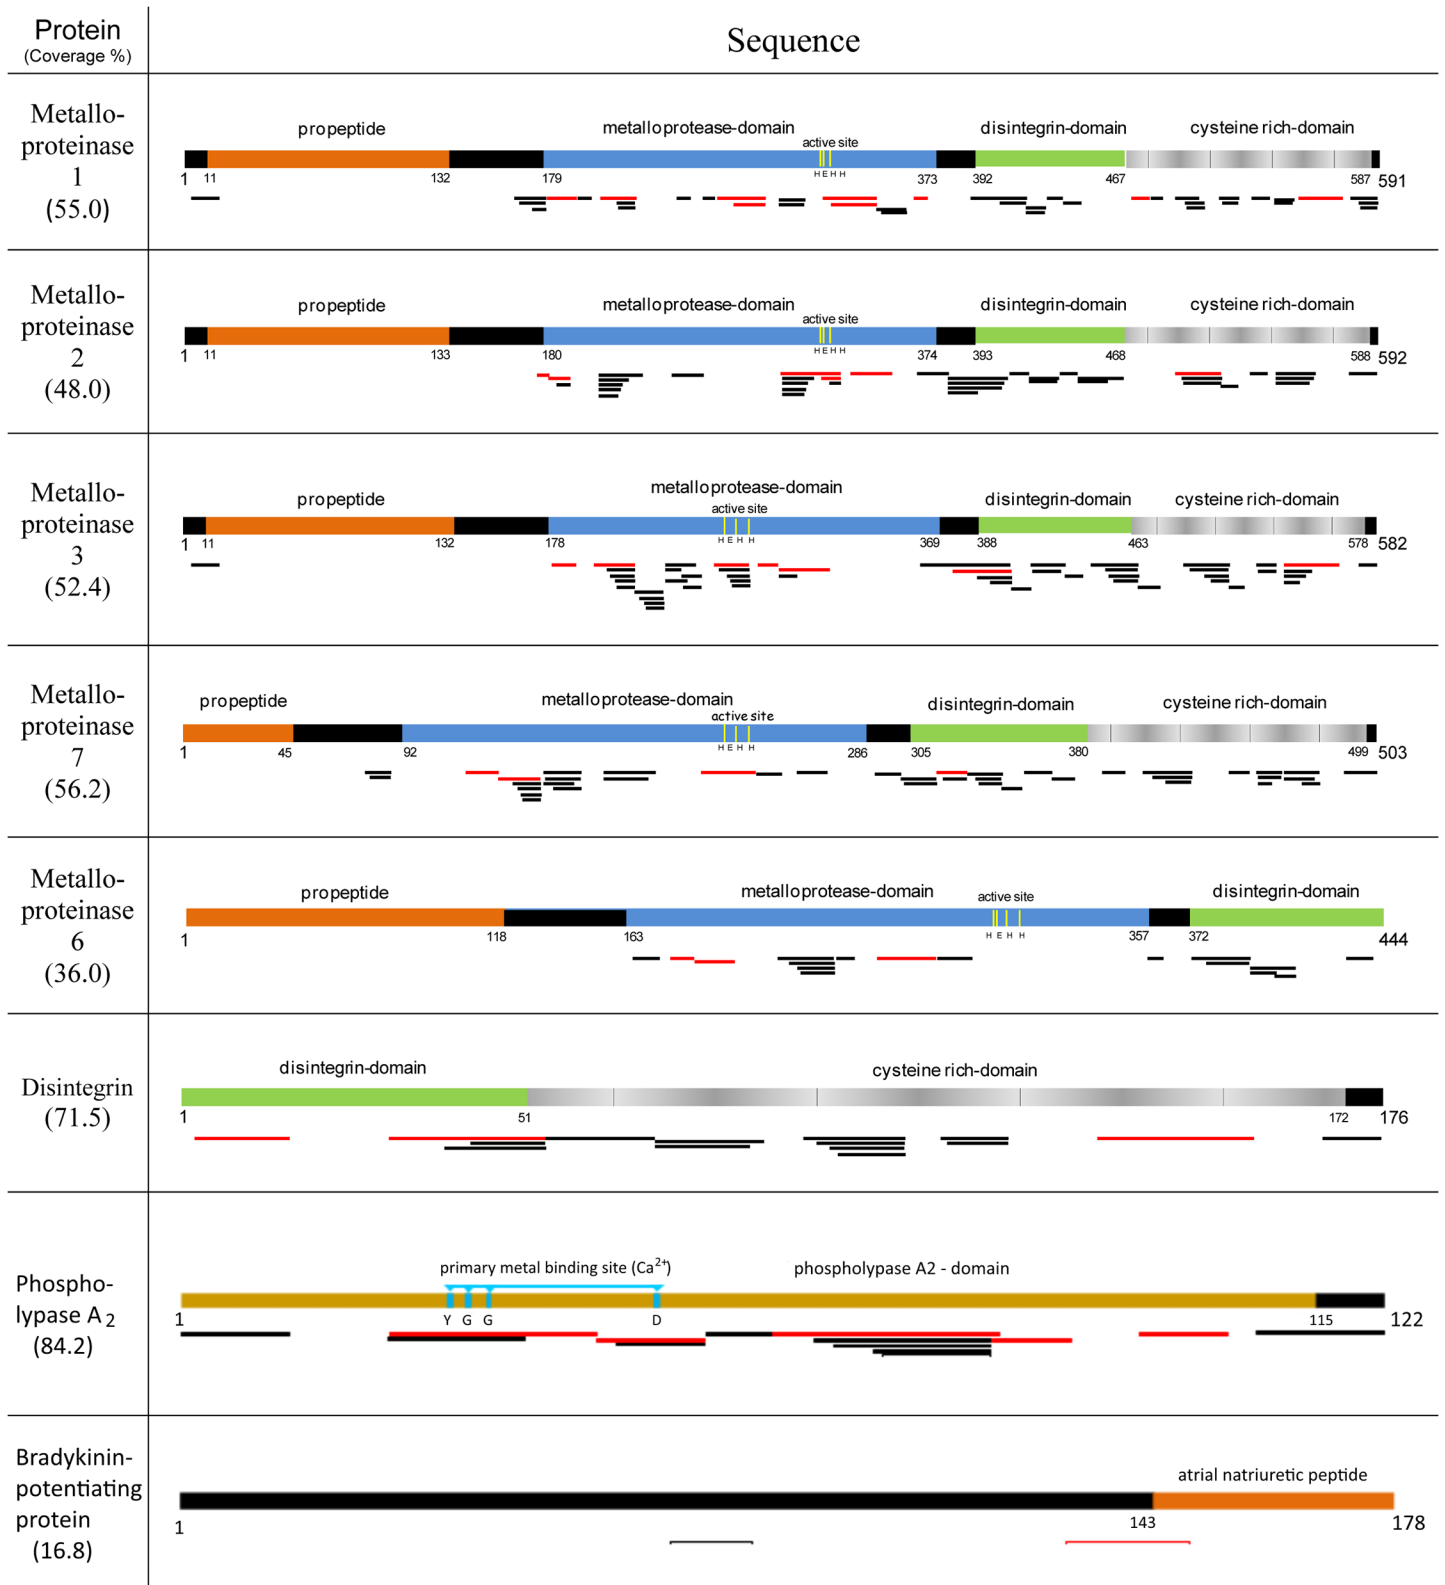 Protein
(Coverage %)
Sequence
Metallo-
proteinase
1
(55.0)
propeptide
metalloprotease-domain
disintegrin-domain
cysteine rich-domain
active site
H E H H
1
11
132
179
373
392
467
587
591
Metallo-
proteinase
2
(48.0)
propeptide
metalloprotease-domain
disintegrin-domain
cysteine rich-domain
active site
H E H H
1
11
133
180
374
393
468
588
592
Metallo-
proteinase
3
(52.4)
propeptide
metalloprotease-domain
disintegrin-domain
cysteine rich-domain
active site
H E H H
1
11
132
178
369
388
463
578
582
Metallo-
proteinase
7
(56.2)
propeptide
metalloprotease-domain
disintegrin-domain
cysteine rich-domain
active site
H E H H
1
45
92
286
305
380
499
503
Metallo-
proteinase
6
(36.0)
propeptide
metalloprotease-domain
disintegrin-domain
active site
H E H H
1
118
163
357
372
444
Disintegrin
(71.5)
disintegrin-domain
cysteine rich-domain
1
51
172
176
Phospho-
lypase A2
(84.2)
primary metal binding site (Ca2+)
phospholypase A2 - domain
Y G G D
1
115
122
Bradykinin-
potentiating
protein
(16.8)
atrial natriuretic peptide
1
143
178